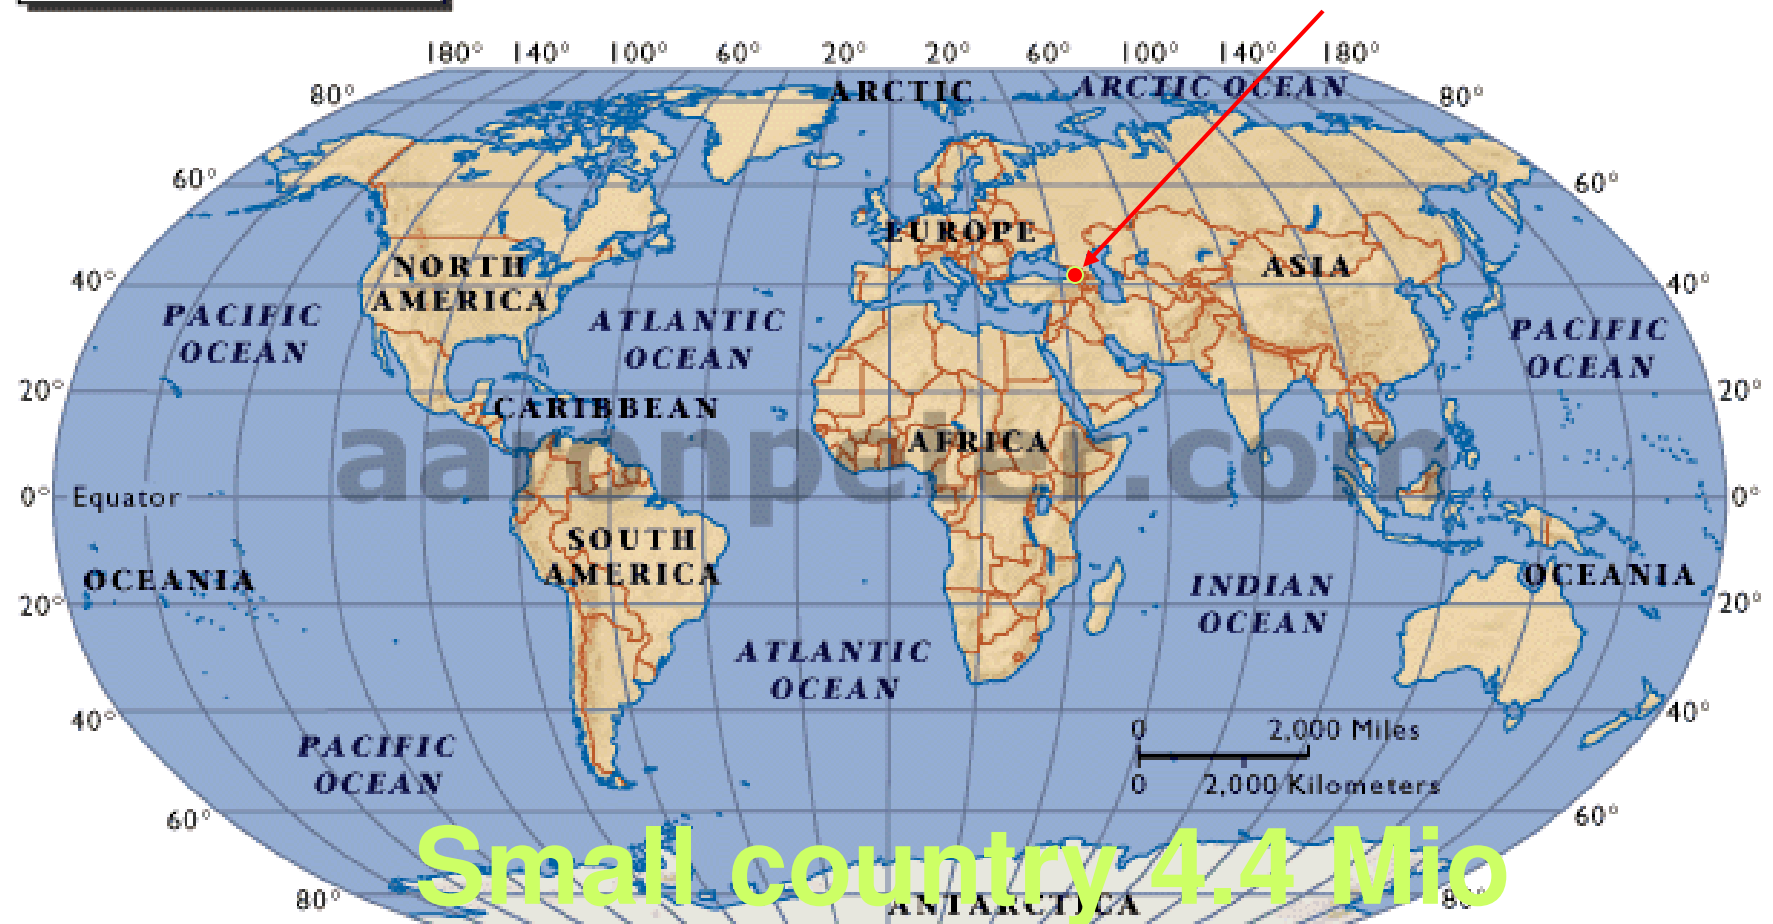 180° 140° 100° 60° 20° 20° 60° 100° 140° 180°
ARCTIC
ARCTIC OCEAN
80°
80°
60°
60°
EUROPE
NORTH
AMERICA
ASIA
40°
40°
PACIFIC
OCEAN
ATLANTIC
OCEAN
PACIFIC
OCEAN
20°
20°
CARIBBEAN
AFRICA
aaronpeter.com
0°
Equator
0°
SOUTH
AMERICA
OCEANIA
INDIAN
OCEAN
OCEANIA
20°
20°
ATLANTIC
OCEAN
40°
40°
PACIFIC
OCEAN
0 2,000 Miles
0 2,000 Kilometers
60°
60°
Small country 4.4 Mio
80°
80°
ANTARCTICA